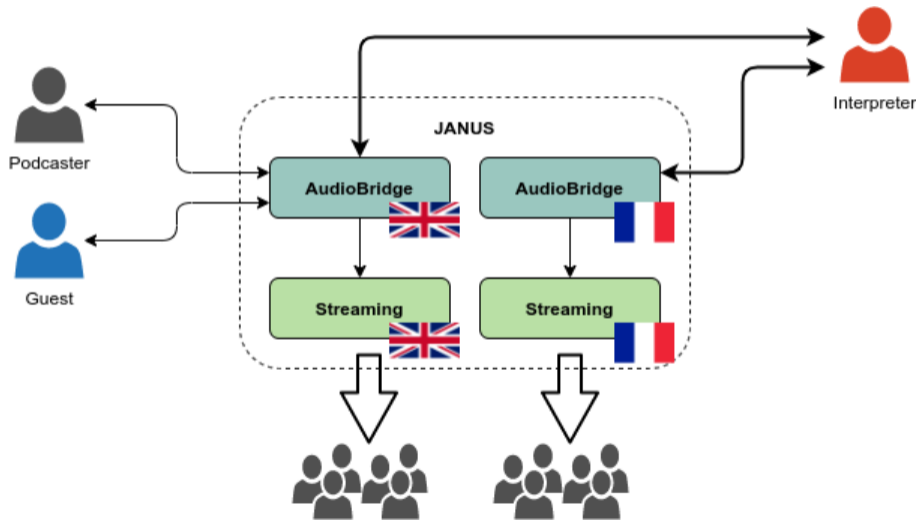 Interpreter
JANUS
Podcaster
AudioBridge
AudioBridge
Guest
Streaming
Streaming